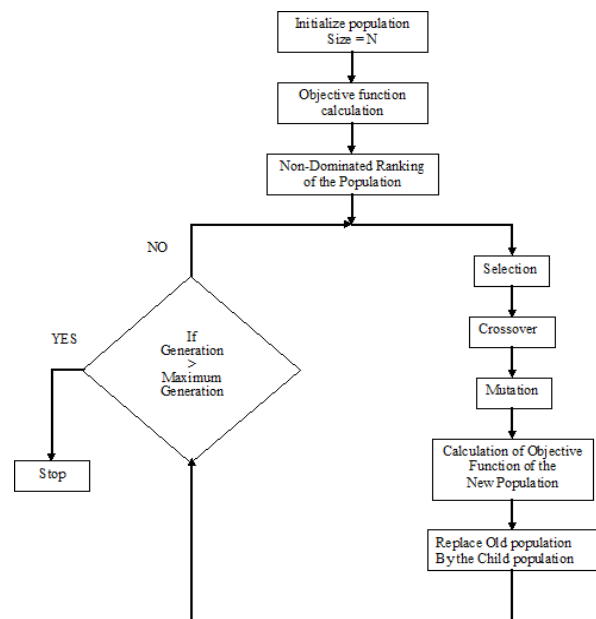 Initialize population
Size = N
Objective function
calculation
Non-Dominated Ranking
of the Population
NO
Selection
YES
If
Generation
>
Maximum
Generation
Crossover
Mutation
Stop
Calculation of Objective
Function of the
New Population
Replace Old population
By the Child population